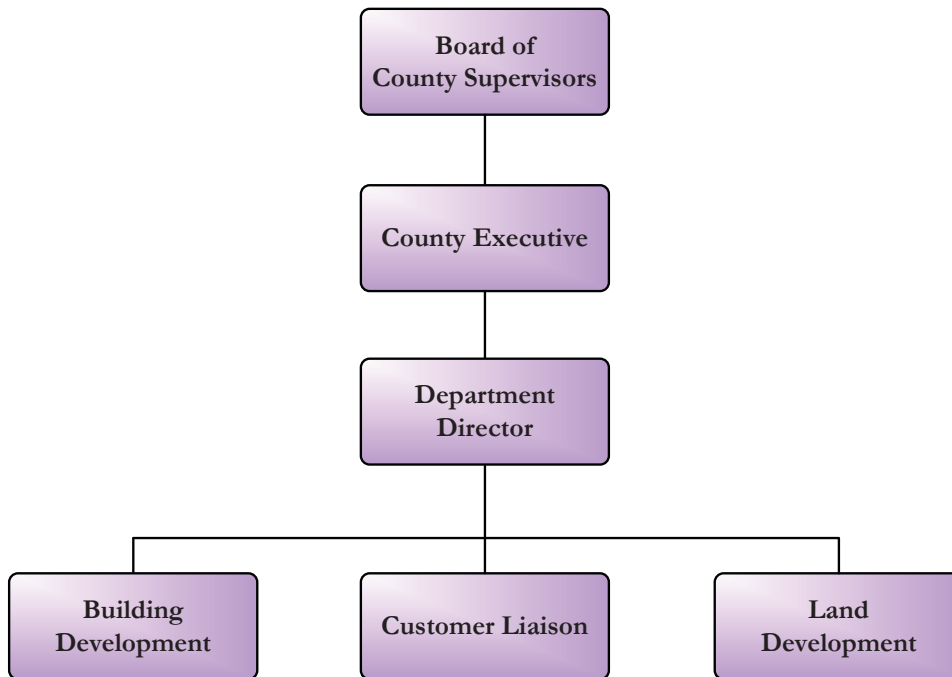 Board of
County Supervisors
County Executive
Department
Director
Building
Development
Customer Liaison
Land
Development